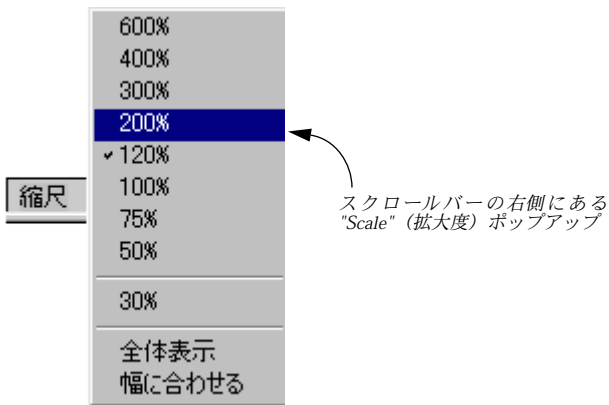 600%
400%
300%
200%
✓120%
100%
75%
50%
30%
全体表示
幅に合わせる
縮尺
スクロールバーの右側にある
"Scale"（拡大度）ポップアップ